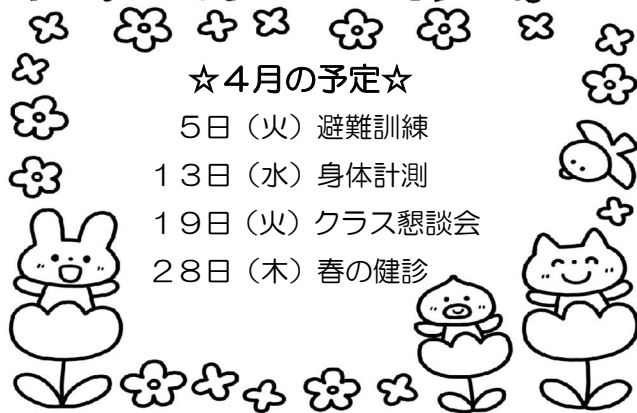 ☆4月の予定☆
5日（火）避難訓練
13日（水）身体計測
19日（火）クラス懇談会
28日（木）春の健診